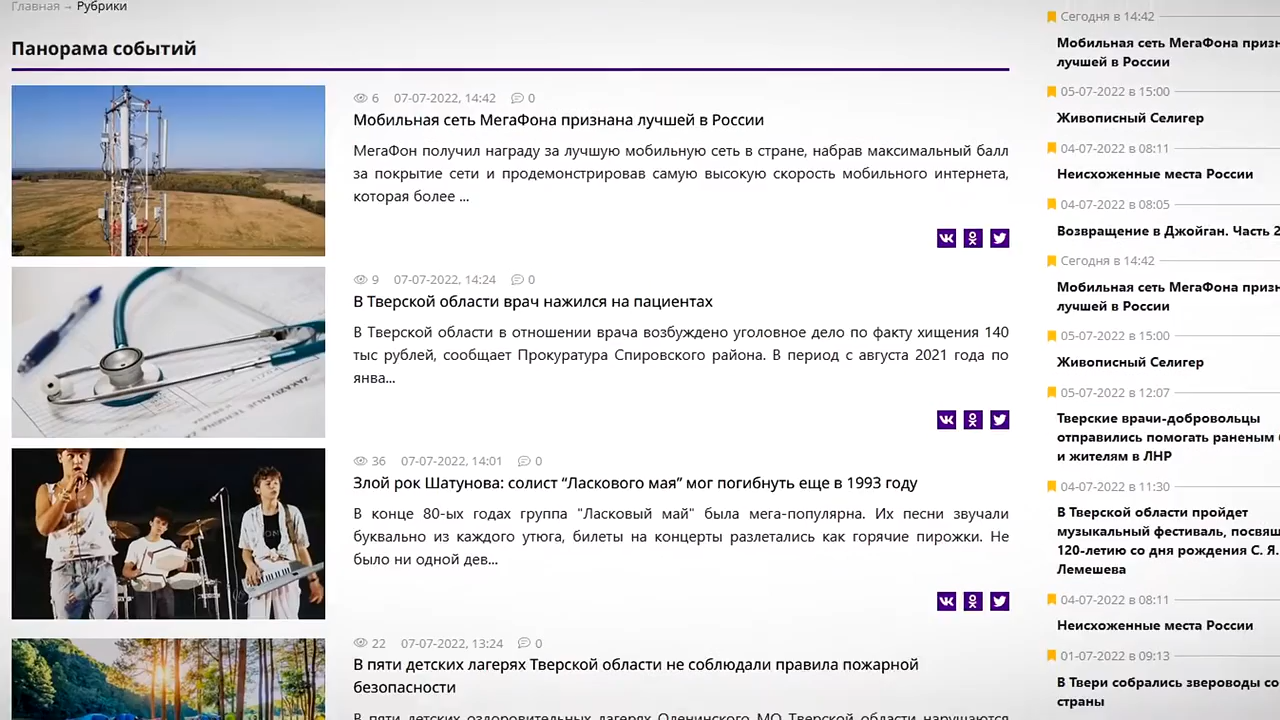 Главная → Рубрики
Панорама событий
6 07-07-2022, 14:42 0
Мобильная сеть МегаФона признана лучшей в России
МегаФон получил награду за лучшую мобильную сеть в стране, набрав максимальный балл
за покрытие сети и продемонстрировав самую высокую скорость мобильного интернета,
которая более ...
9 07-07-2022, 14:24 0
В Тверской области врач нажился на пациентах
В Тверской области в отношении врача возбуждено уголовное дело по факту хищения 140
тыс рублей, сообщает Прокуратура Спировского района. В период с августа 2021 года по
янва...
36 07-07-2022, 14:01 0
Злой рок Шатунова: солист “Ласкового мая” мог погибнуть еще в 1993 году
В конце 80-ых годах группа "Ласковый май" была мега-популярна. Их песни звучали
буквально из каждого утюга, билеты на концерты разлетались как горячие пирожки. Не
было ни одной дев...
22 07-07-2022, 13:24 0
В пяти детских лагерях Тверской области не соблюдали правила пожарной
безопасности
В пяти детских оздоровительных лагерях Оленинского МО Тверской области нарушаются
Сегодня в 14:42
Мобильная сеть МегаФона призн
лучшей в России
05-07-2022 в 15:00
Живописный Селигер
04-07-2022 в 08:11
Неисхоженные места России
04-07-2022 в 08:05
Возвращение в Джойган. Часть 2
Сегодня в 14:42
Мобильная сеть МегаФона призн
лучшей в России
05-07-2022 в 15:00
Живописный Селигер
05-07-2022 в 12:07
Тверские врачи-добровольцы
отправились помогать раненым
и жителям в ЛНР
04-07-2022 в 11:30
В Тверской области пройдет
музыкальный фестиваль, посвящ
120-летию со дня рождения С. Я.
Лемешева
04-07-2022 в 08:11
Неисхоженные места России
01-07-2022 в 09:13
В Твери собрались звероводы со
страны